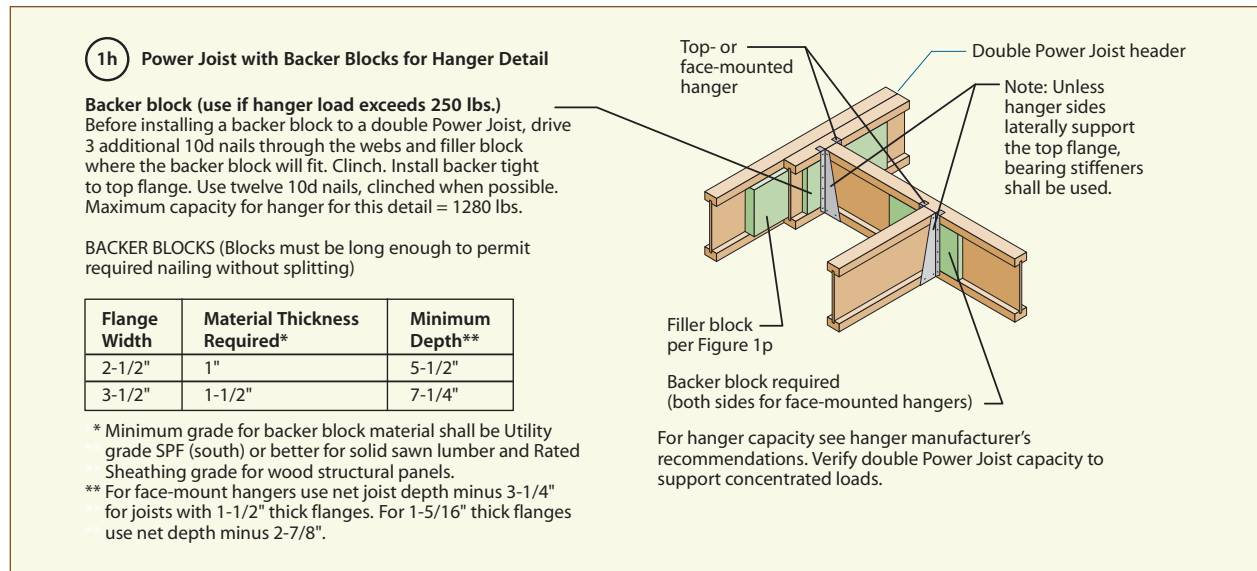 1h Power Joist with Backer Blocks for Hanger Detail
Backer block (use if hanger load exceeds 250 lbs.)
Before installing a backer block to a double Power Joist, drive
3 additional 10d nails through the webs and filler block
where the backer block will fit. Clinch. Install backer tight
to top flange. Use twelve 10d nails, clinched when possible.
Maximum capacity for hanger for this detail = 1280 lbs.
BACKER BLOCKS (Blocks must be long enough to permit
required nailing without splitting)
Flange Width Material Thickness Required* Minimum Depth**
2-1/2" 1" 5-1/2"
3-1/2" 1-1/2" 7-1/4"
* Minimum grade for backer block material shall be Utility
grade SPF (south) or better for solid sawn lumber and Rated
Sheathing grade for wood structural panels.
** For face-mount hangers use net joist depth minus 3-1/4"
for joists with 1-1/2" thick flanges. For 1-5/16" thick flanges
use net depth minus 2-7/8".
Top- or
face-mounted
hanger
Double Power Joist header
Note: Unless
hanger sides
laterally support
the top flange,
bearing stiffeners
shall be used.
Filler block
per Figure 1p
Backer block required
(both sides for face-mounted hangers)
For hanger capacity see hanger manufacturer's
recommendations. Verify double Power Joist capacity to
support concentrated loads.